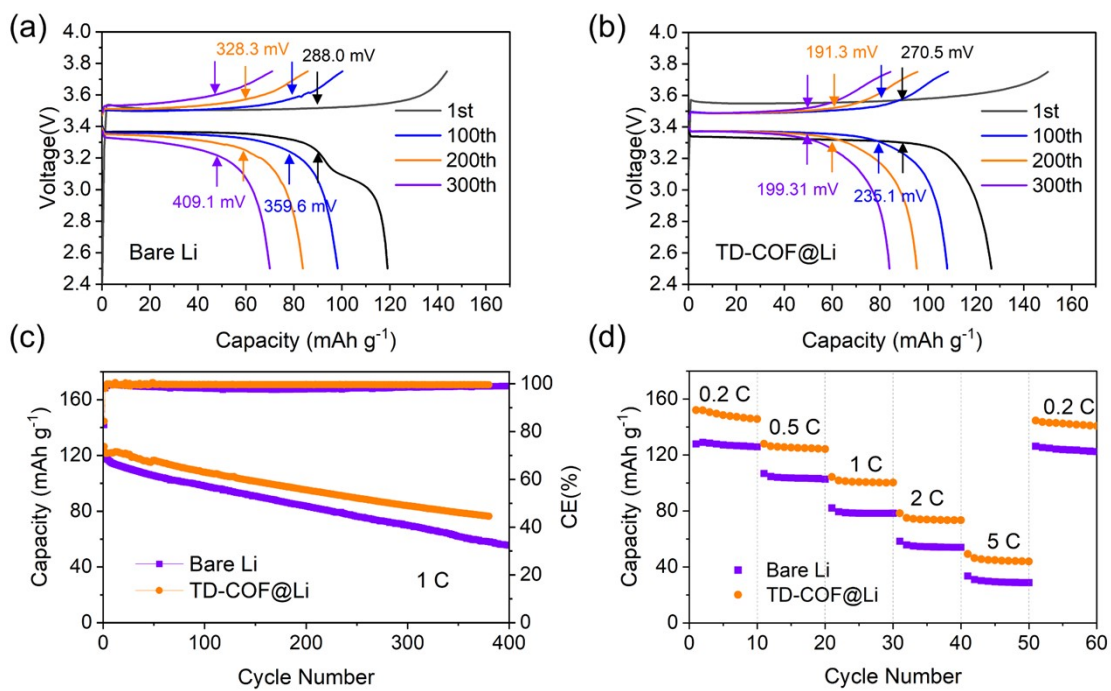 (a)
4.0
3.8
3.6
3.4
3.2
3.0
2.8
2.6
2.4
Voltage(V)
328.3 mV
288.0 mV
1st
100th
200th
300th
409.1 mV
359.6 mV
Bare Li
0 20 40 60 80 100 120 140 160
Capacity (mAh g⁻¹)
(b)
4.0
3.8
3.6
3.4
3.2
3.0
2.8
2.6
2.4
Voltage(V)
191.3 mV
270.5 mV
1st
100th
200th
300th
199.31 mV
235.1 mV
TD-COF@Li
0 20 40 60 80 100 120 140 160
Capacity (mAh g⁻¹)
(c)
160
120
80
40
0
Capacity (mAh g⁻¹)
100
80
60
40
20
0
CE(%)
Bare Li
TD-COF@Li
1 C
0 100 200 300 400
Cycle Number
(d)
160
120
80
40
0
Capacity (mAh g⁻¹)
0.2 C
0.5 C
1 C
2 C
5 C
0.2 C
Bare Li
TD-COF@Li
0 10 20 30 40 50 60
Cycle Number